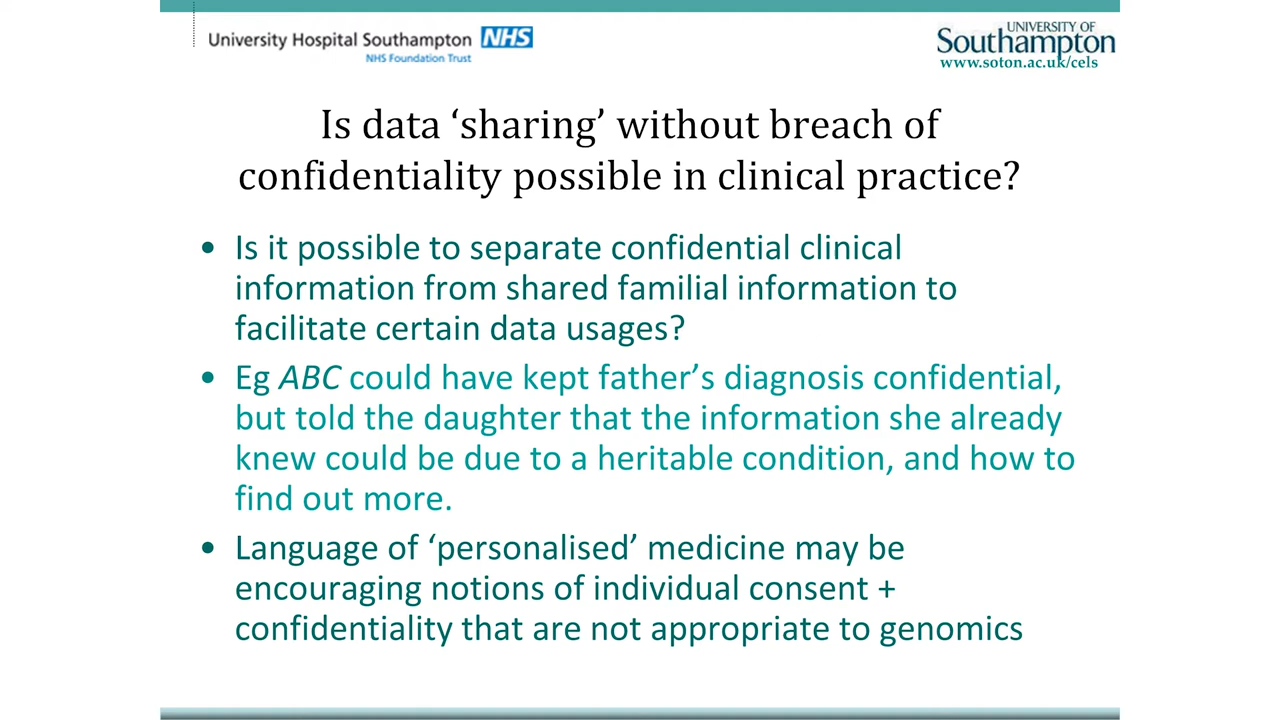 University Hospital Southampton NHS
NHS Foundation Trust
UNIVERSITY OF
Southampton
www.soton.ac.uk/cels
Is data ‘sharing’ without breach of
confidentiality possible in clinical practice?
• Is it possible to separate confidential clinical
information from shared familial information to
facilitate certain data usages?
• Eg ABC could have kept father’s diagnosis confidential,
but told the daughter that the information she already
knew could be due to a heritable condition, and how to
find out more.
• Language of ‘personalised’ medicine may be
encouraging notions of individual consent +
confidentiality that are not appropriate to genomics